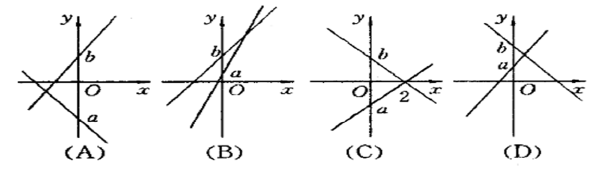 y y y y
b b b b
a a
O x O x O 2 x O x
a a
(A) (B) (C) (D)